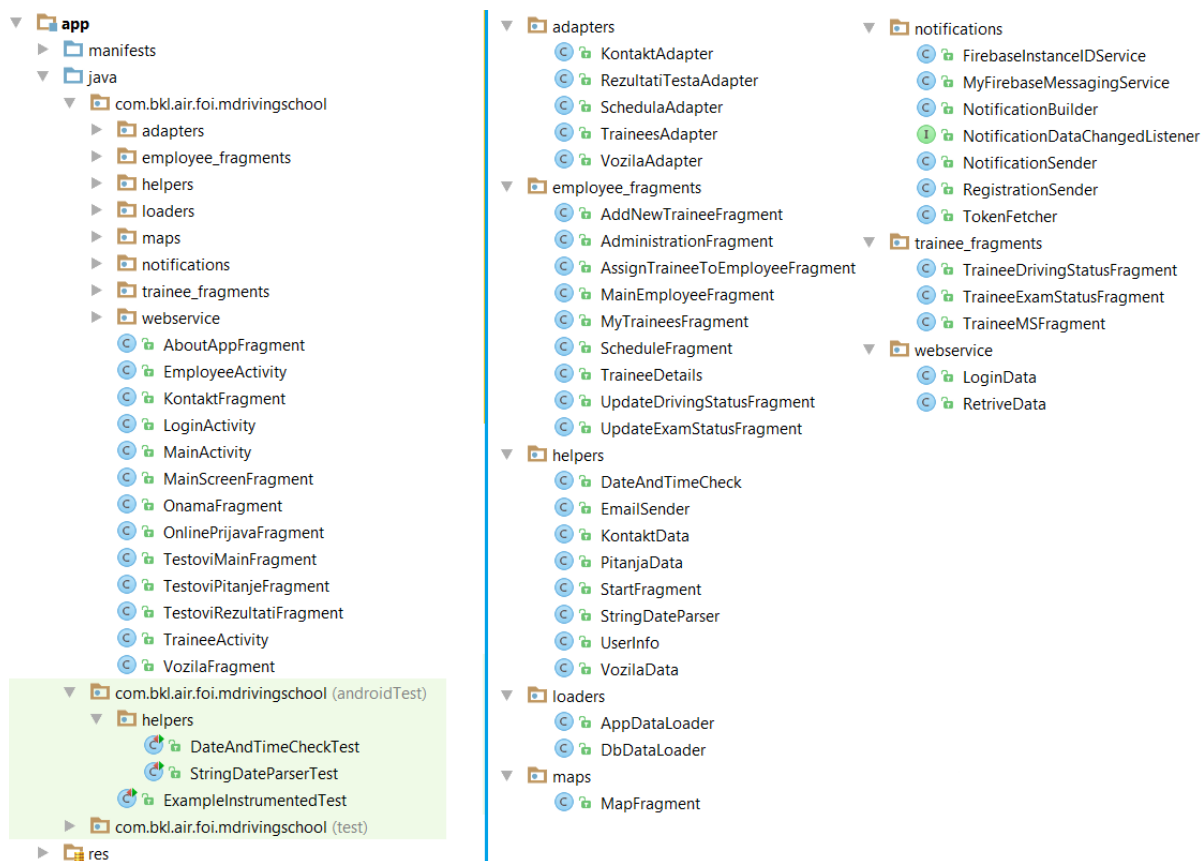 app
manifests
java
com.bkl.air.foi.mdrivingschool
adapters
employee_fragments
helpers
loaders
maps
notifications
trainee_fragments
webservice
AboutAppFragment
EmployeeActivity
KontaktFragment
LoginActivity
MainActivity
MainScreenFragment
OnamaFragment
OnlinePrijavaFragment
TestoviMainFragment
TestoviPitanjeFragment
TestoviRezultatiFragment
TraineeActivity
VozilaFragment
com.bkl.air.foi.mdrivingschool (androidTest)
helpers
DateAndTimeCheckTest
StringDateParserTest
ExampleInstrumentedTest
com.bkl.air.foi.mdrivingschool (test)
res
adapters
KontaktAdapter
RezultatiTestaAdapter
SchedulaAdapter
TraineesAdapter
VozilaAdapter
employee_fragments
AddNewTraineeFragment
AdministrationFragment
AssignTraineeToEmployeeFragment
MainEmployeeFragment
MyTraineesFragment
ScheduleFragment
TraineeDetails
UpdateDrivingStatusFragment
UpdateExamStatusFragment
helpers
DateAndTimeCheck
EmailSender
KontaktData
PitanjaData
StartFragment
StringDateParser
UserInfo
VozilaData
loaders
AppDataLoader
DbDataLoader
maps
MapFragment
notifications
FirebaseInstanceIDService
MyFirebaseMessagingService
NotificationBuilder
NotificationDataChangedListener
NotificationSender
RegistrationSender
TokenFetcher
trainee_fragments
TraineeDrivingStatusFragment
TraineeExamStatusFragment
TraineeMSFragment
webservice
LoginData
RetriveData